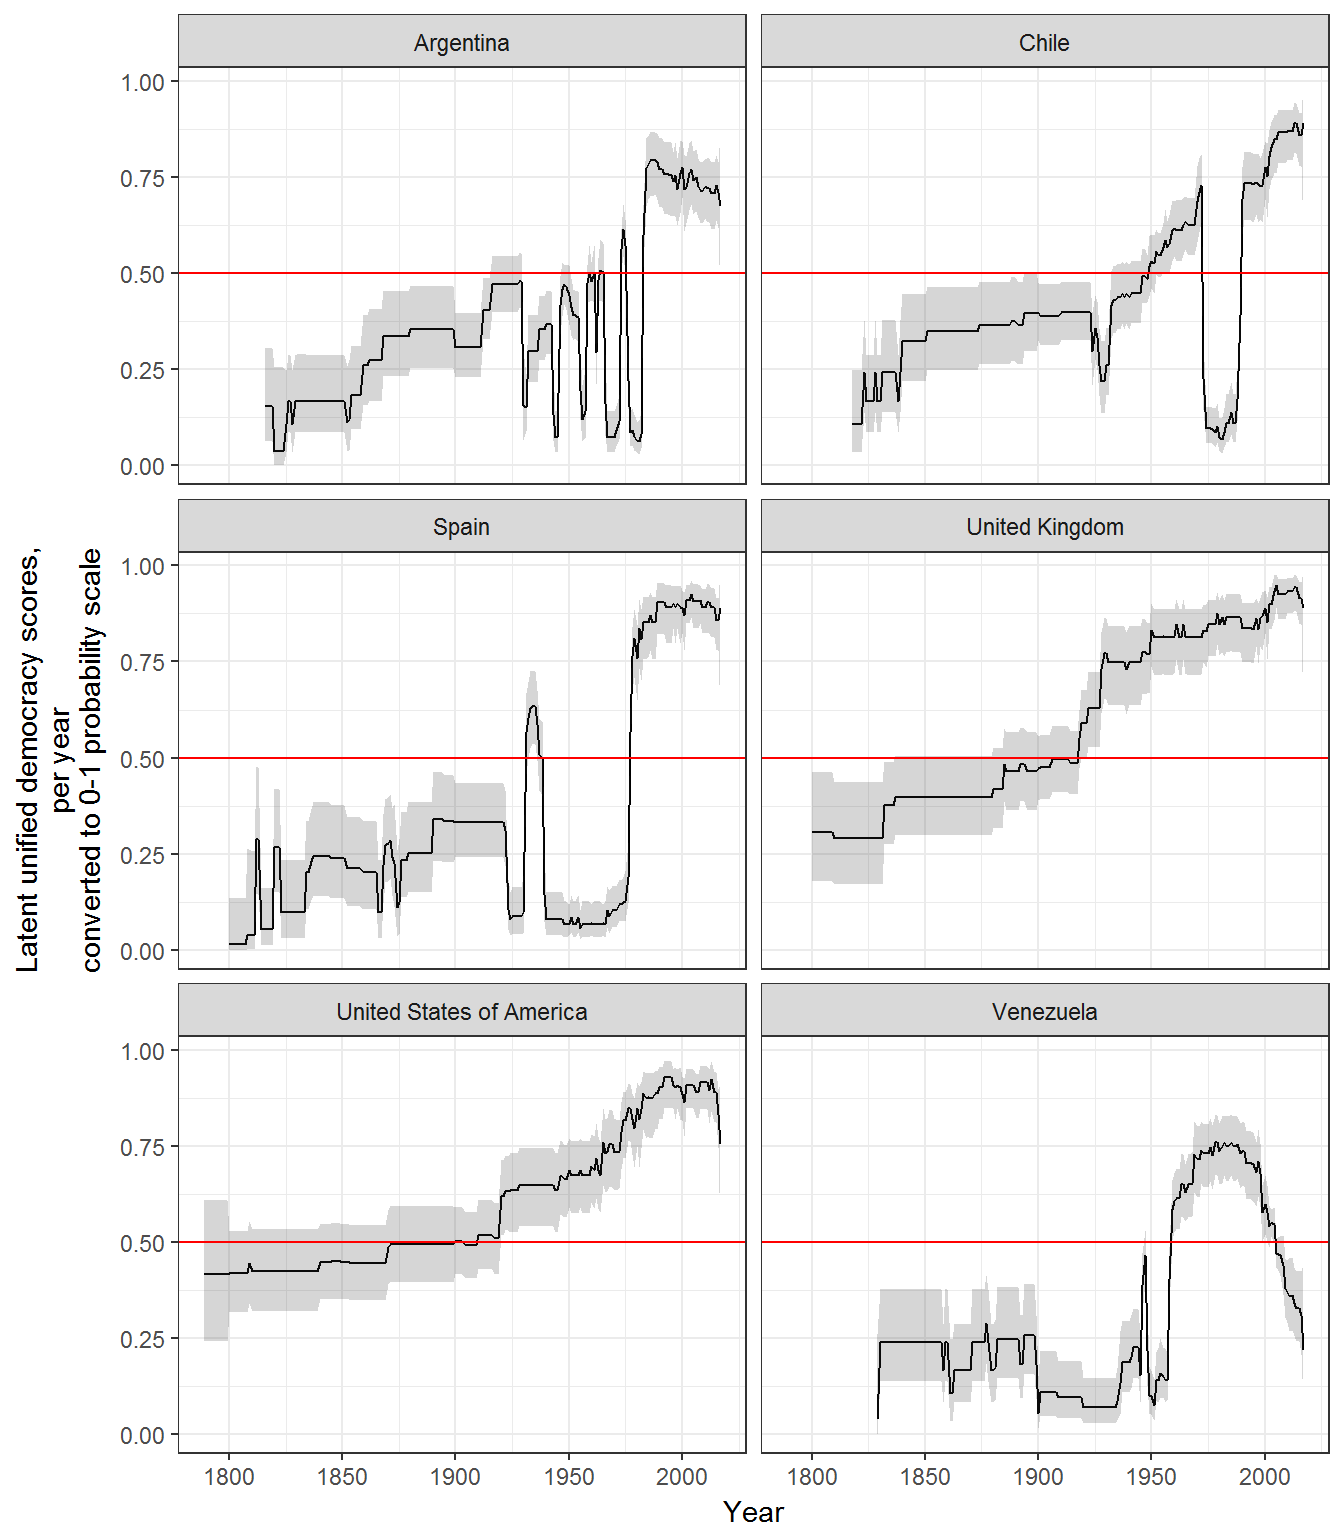 Argentina
Chile
1.00
0.75
0.50
0.25
0.00
Spain
United Kingdom
1.00
0.75
0.50
0.25
0.00
Latent unified democracy scores,
per year
converted to 0-1 probability scale
United States of America
Venezuela
1.00
0.75
0.50
0.25
0.00
1800 1850 1900 1950 2000
1800 1850 1900 1950 2000
Year